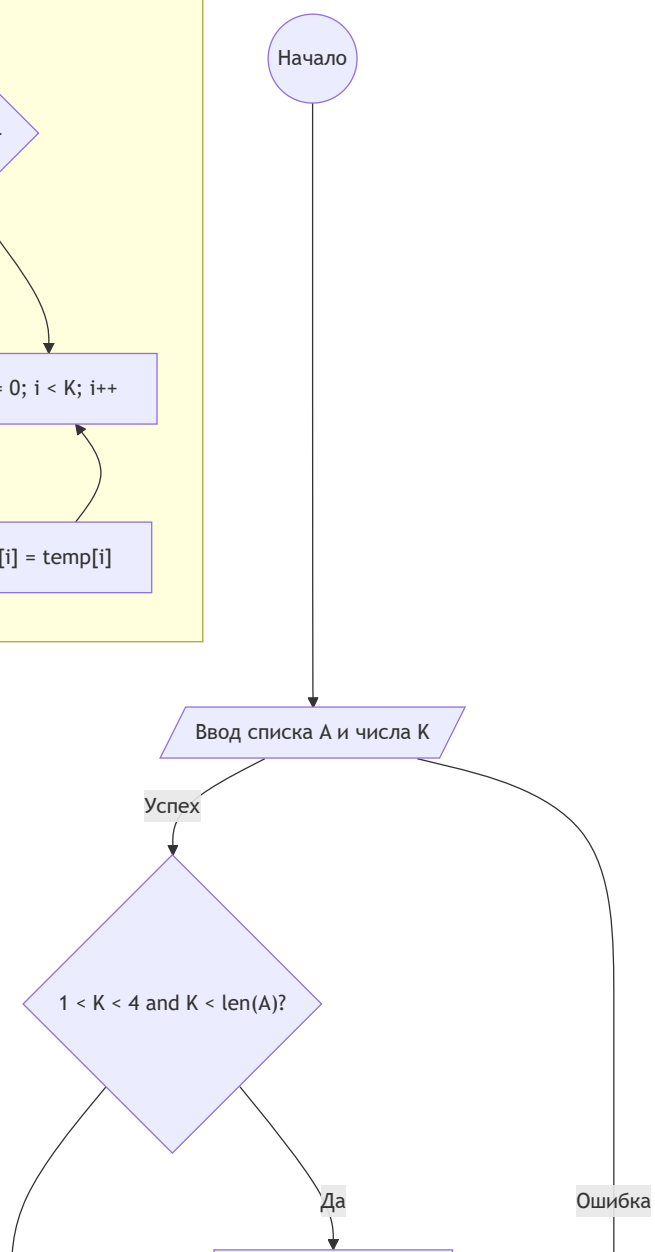 Начало
= 0; i < K; i++
[i] = temp[i]
Ввод списка A и числа K
Успех
1 < K < 4 and K < len(A)?
Да
Ошибка